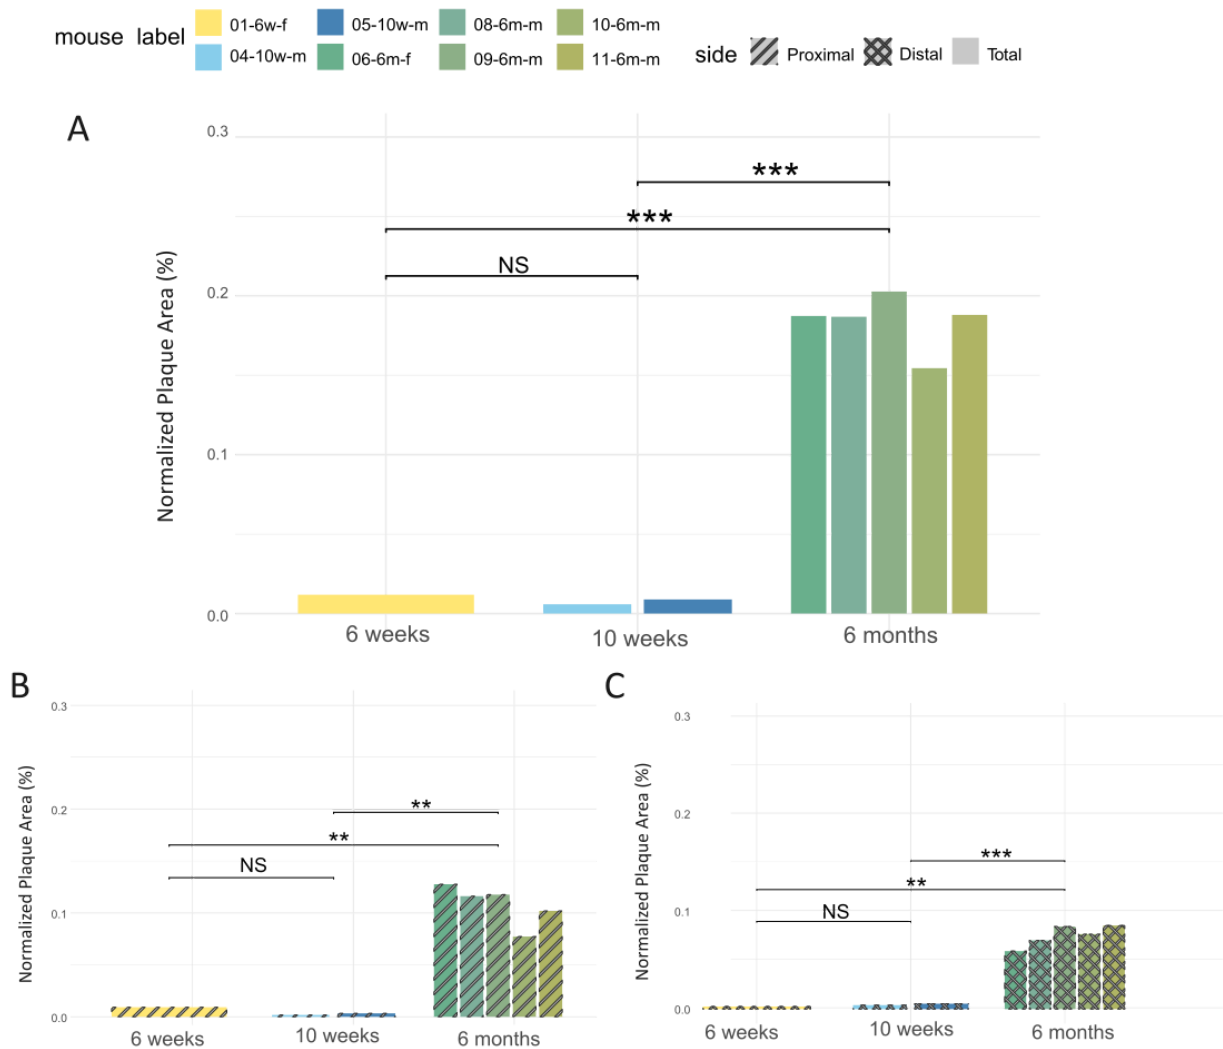 mouse label
01-6w-f
05-10w-m
08-6m-m
10-6m-m
04-10w-m
06-6m-f
09-6m-m
11-6m-m
side
Proximal
Distal
Total
A
Normalized Plaque Area (%)
0.3
0.2
0.1
0.0
***
***
NS
6 weeks
10 weeks
6 months
B
Normalized Plaque Area (%)
0.3
0.2
0.1
0.0
**
**
NS
6 weeks
10 weeks
6 months
C
Normalized Plaque Area (%)
0.3
0.2
0.1
0.0
***
**
NS
6 weeks
10 weeks
6 months